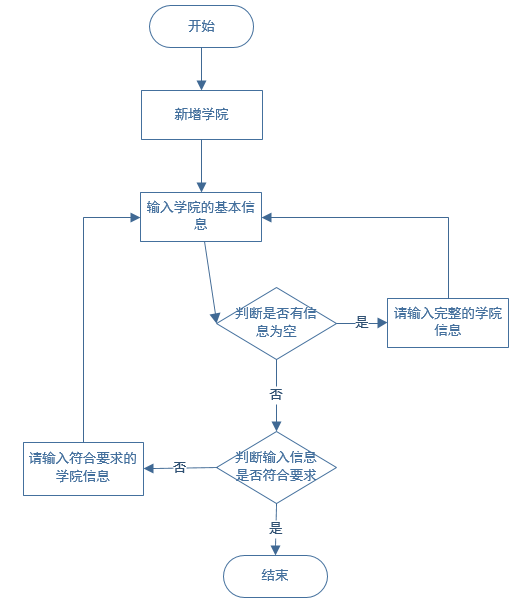 开始
新增学院
输入学院的基本信
息
判断是否有信
息为空
是
请输入完整的学院
信息
否
判断输入信息
是否符合要求
否
请输入符合要求的
学院信息
是
结束